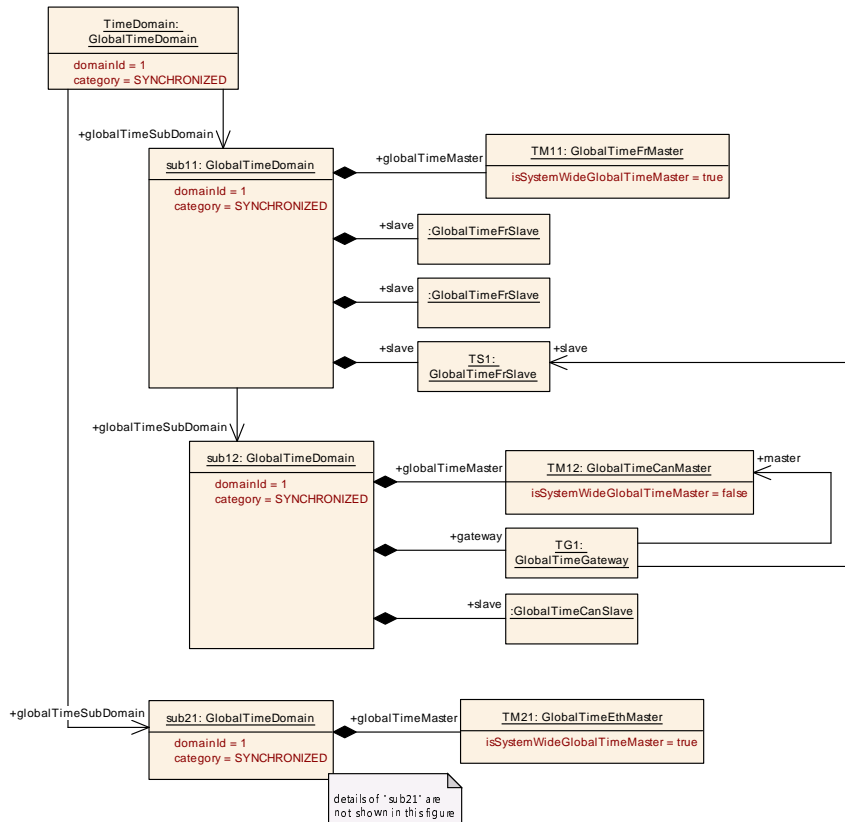 TimeDomain:
GlobalTimeDomain
domainId = 1
category = SYNCHRONIZED
+globalTimeSubDomain
sub11: GlobalTimeDomain
domainId = 1
category = SYNCHRONIZED
+globalTimeMaster
TM11: GlobalTimeFrMaster
isSystemWideGlobalTimeMaster = true
+slave
:GlobalTimeFrSlave
+slave
:GlobalTimeFrSlave
+slave
TS1:
GlobalTimeFrSlave
+slave
+globalTimeSubDomain
sub12: GlobalTimeDomain
domainId = 1
category = SYNCHRONIZED
+globalTimeMaster
TM12: GlobalTimeCanMaster
isSystemWideGlobalTimeMaster = false
+master
+gateway
TG1:
GlobalTimeGateway
+slave
:GlobalTimeCanSlave
+globalTimeSubDomain
sub21: GlobalTimeDomain
domainId = 1
category = SYNCHRONIZED
+globalTimeMaster
TM21: GlobalTimeEthMaster
isSystemWideGlobalTimeMaster = true
details of "sub21" are
not shown in this figure